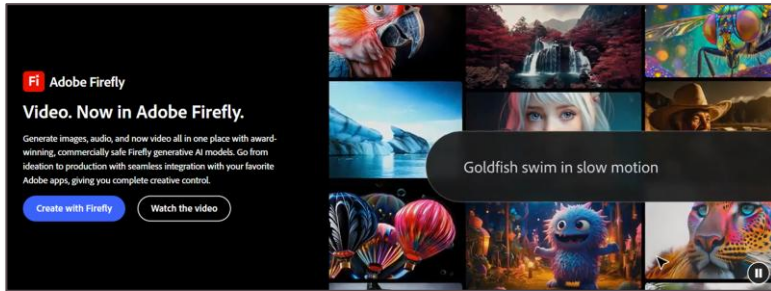 Fi Adobe Firefly
Video. Now in Adobe Firefly.
Generate images, audio, and now video all in one place with award-
winning, commercially safe Firefly generative AI models. Go from
ideation to production with seamless integration with your favorite
Adobe apps, giving you complete creative control.
Create with Firefly Watch the video
Goldfish swim in slow motion